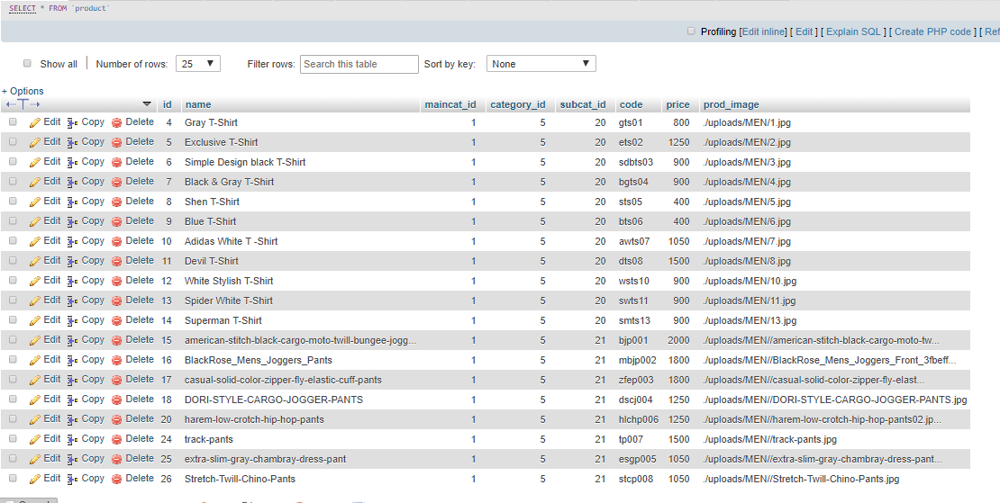 SELECT * FROM `product`
Profiling [Edit inline] [ Edit ] [ Explain SQL ] [ Create PHP code ] [ Ref
Show all Number of rows: 25 Filter rows: Search this table Sort by key: None
+ Options
id name maincat_id category_id subcat_id code price prod_image
Edit Copy Delete 4 Gray T-Shirt 1 5 20 gts01 800 ./uploads/MEN/1.jpg
Edit Copy Delete 5 Exclusive T-Shirt 1 5 20 ets02 1250 ./uploads/MEN/2.jpg
Edit Copy Delete 6 Simple Design black T-Shirt 1 5 20 sdbts03 900 ./uploads/MEN/3.jpg
Edit Copy Delete 7 Black & Gray T-Shirt 1 5 20 bgts04 900 ./uploads/MEN/4.jpg
Edit Copy Delete 8 Shen T-Shirt 1 5 20 sts05 400 ./uploads/MEN/5.jpg
Edit Copy Delete 9 Blue T-Shirt 1 5 20 bts06 400 ./uploads/MEN/6.jpg
Edit Copy Delete 10 Adidas White T -Shirt 1 5 20 awts07 1050 ./uploads/MEN/7.jpg
Edit Copy Delete 11 Devil T-Shirt 1 5 20 dts08 1500 ./uploads/MEN/8.jpg
Edit Copy Delete 12 White Stylish T-Shirt 1 5 20 wsts10 900 ./uploads/MEN/10.jpg
Edit Copy Delete 13 Spider White T-Shirt 1 5 20 swts11 900 ./uploads/MEN/11.jpg
Edit Copy Delete 14 Superman T-Shirt 1 5 20 smts13 900 ./uploads/MEN/13.jpg
Edit Copy Delete 15 american-stitch-black-cargo-moto-twill-bungee-jogg... 1 5 21 bjp001 2000 ./uploads/MEN//american-stitch-black-cargo-moto-tw...
Edit Copy Delete 16 BlackRose_Mens_Joggers_Pants 1 5 21 mbjp002 1800 ./uploads/MEN//BlackRose_Mens_Joggers_Front_3fbeff...
Edit Copy Delete 17 casual-solid-color-zipper-fly-elastic-cuff-pants 1 5 21 zfep003 1800 ./uploads/MEN//casual-solid-color-zipper-fly-elast...
Edit Copy Delete 18 DORI-STYLE-CARGO-JOGGER-PANTS 1 5 21 dscj004 1250 ./uploads/MEN//DORI-STYLE-CARGO-JOGGER-PANTS.jpg
Edit Copy Delete 20 harem-low-crotch-hip-hop-pants 1 5 21 hlchp006 1250 ./uploads/MEN//harem-low-crotch-hip-hop-pants02.jp...
Edit Copy Delete 24 track-pants 1 5 21 tp007 1500 ./uploads/MEN//track-pants.jpg
Edit Copy Delete 25 extra-slim-gray-chambray-dress-pant 1 5 21 esgp005 1050 ./uploads/MEN//extra-slim-gray-chambray-dress-pant...
Edit Copy Delete 26 Stretch-Twill-Chino-Pants 1 5 21 stcp008 1050 ./uploads/MEN//Stretch-Twill-Chino-Pants.jpg